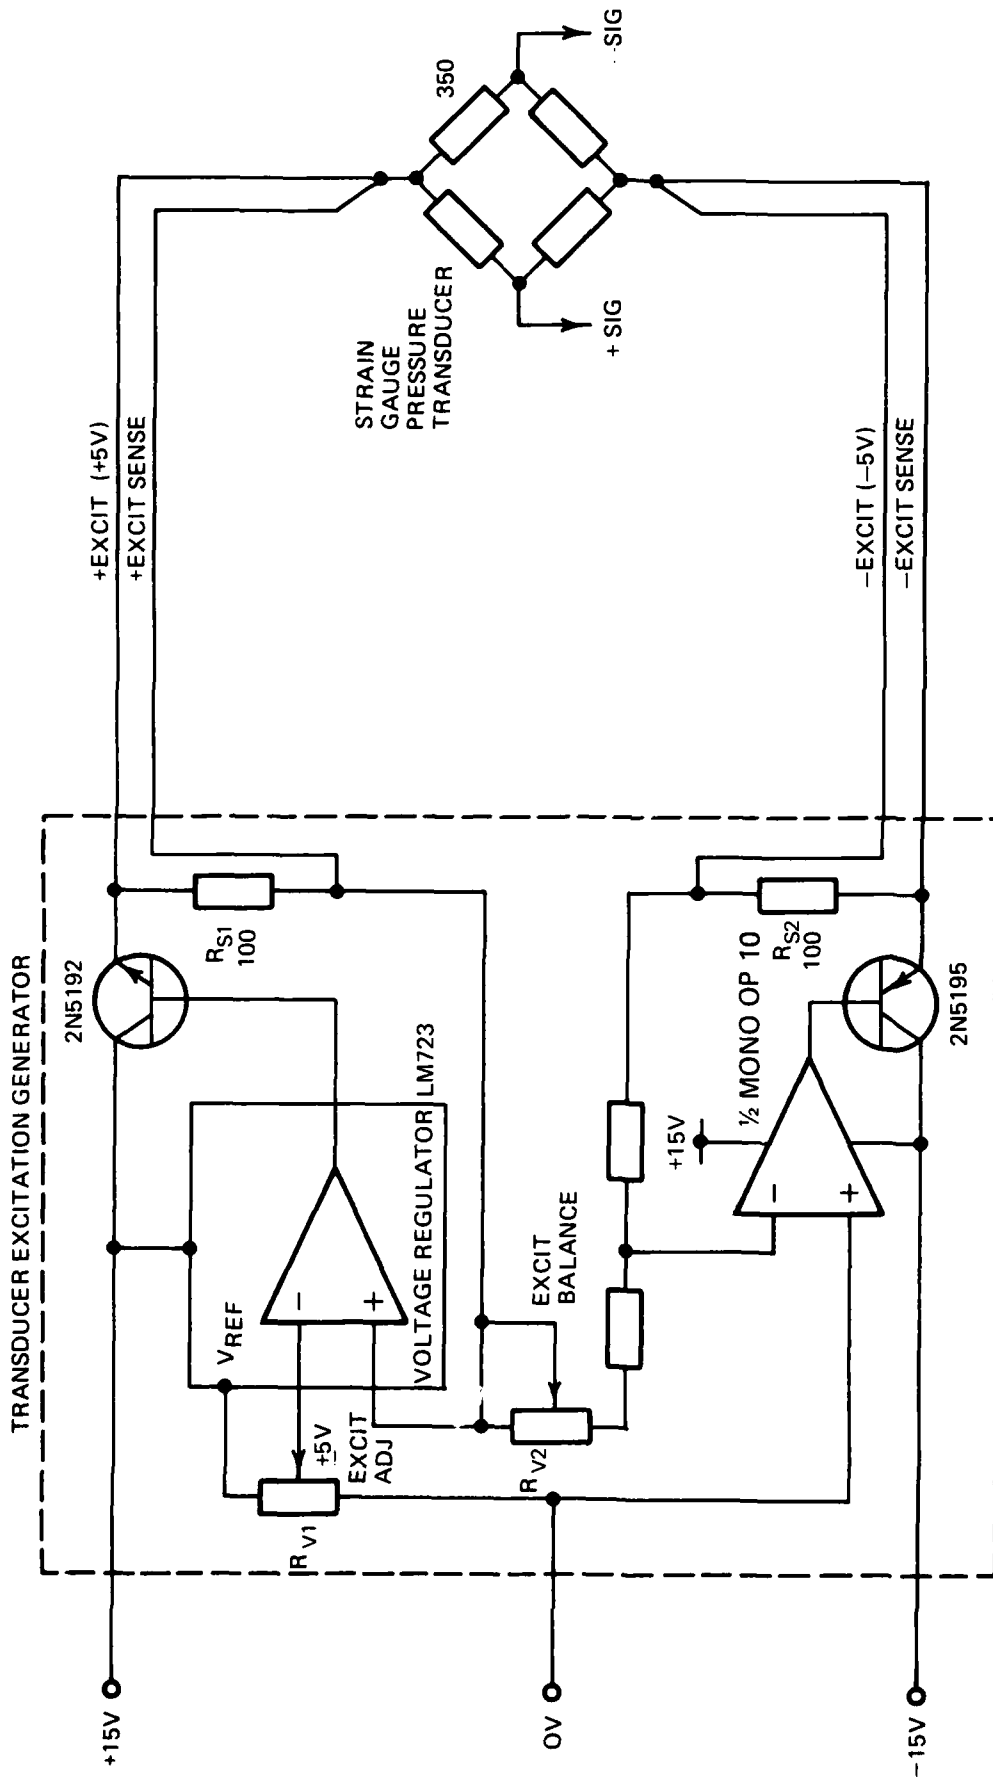 TRANSDUCER EXCITATION GENERATOR
+15V
0V
−15V
2N5192
R S1
100
VREF
VOLTAGE REGULATOR LM723
−
+
+5V
EXCIT
ADJ
R V1
R V2
EXCIT
BALANCE
+15V
½ MONO OP 10
−
+
R S2
100
2N5195
+EXCIT (+5V)
+EXCIT SENSE
−EXCIT (−5V)
−EXCIT SENSE
STRAIN
GAUGE
PRESSURE
TRANSDUCER
350
+ SIG
-SIG